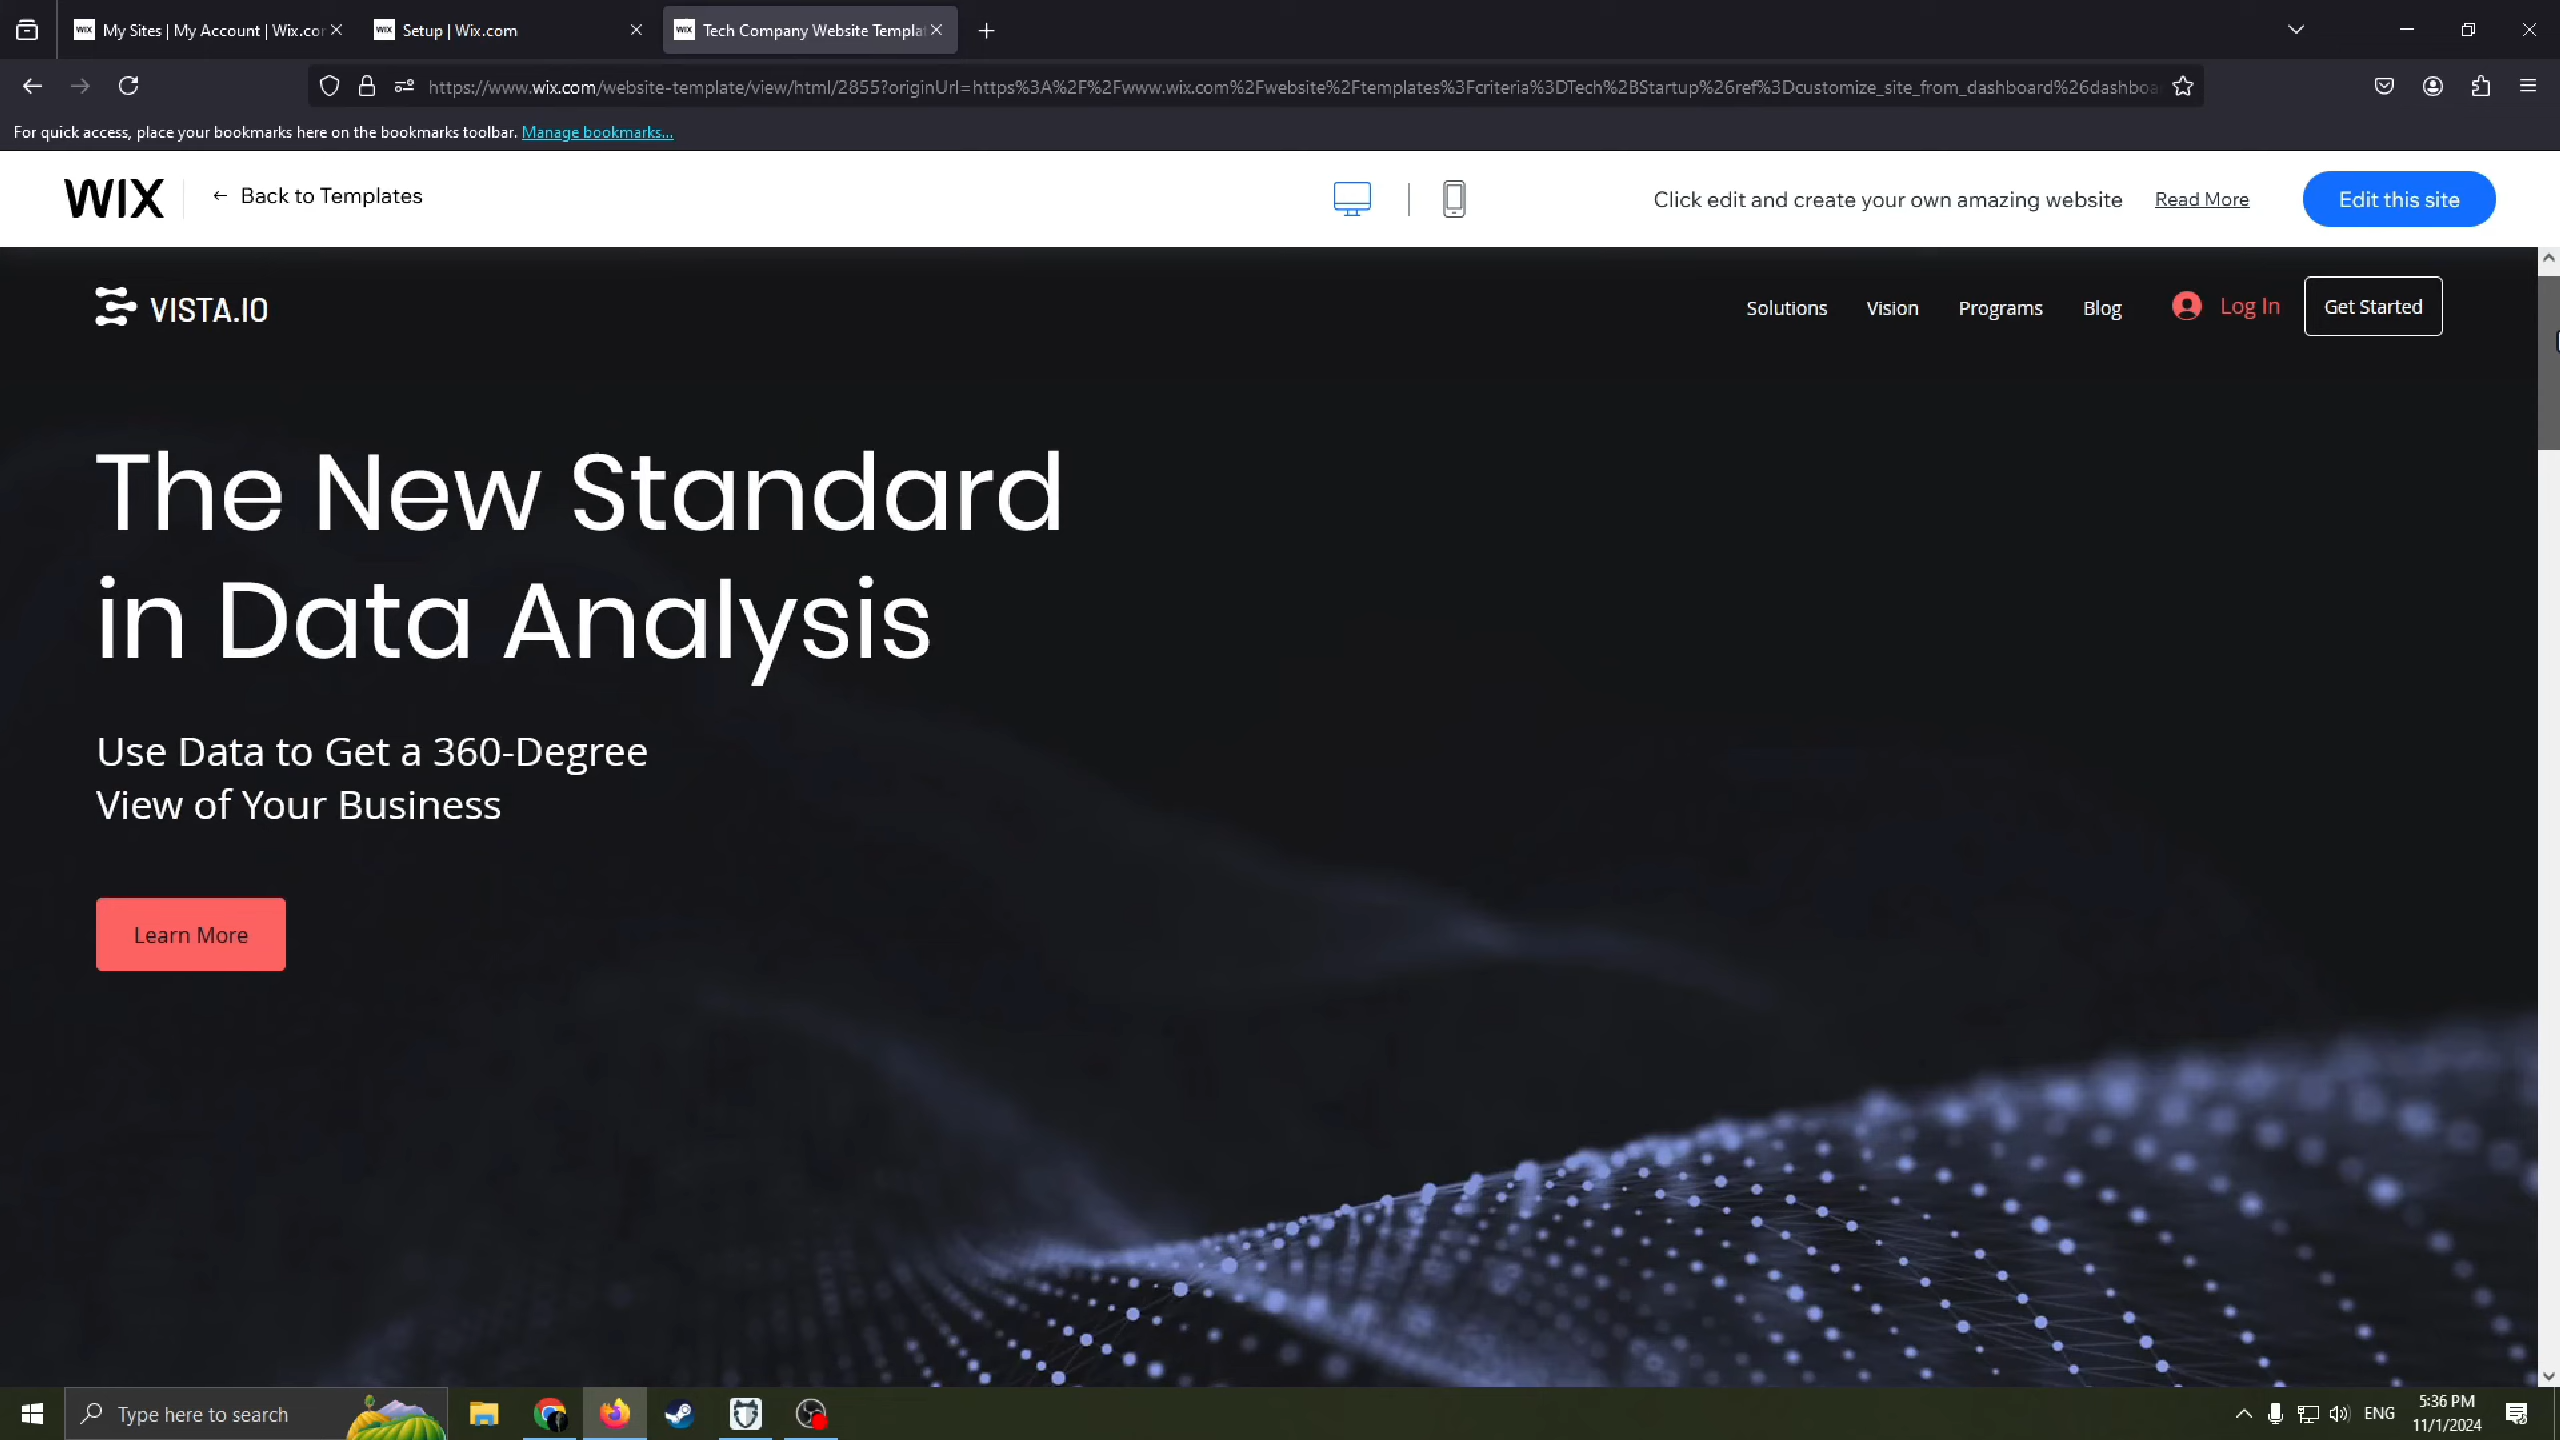 My Sites | My Account | Wix.cor
Setup | Wix.com
Tech Company Website Templat
https://www.wix.com/website-template/view/html/2855?originUrl=https%3A%2F%2Fwww.wix.com%2Fwebsite%2Ftemplates%3Fcriteria%3DTech%2BStartup%26ref%3Dcustomize_site_from_dashboard%26dashboa
For quick access, place your bookmarks here on the bookmarks toolbar. Manage bookmarks...
WIX
← Back to Templates
Click edit and create your own amazing website
Read More
Edit this site
VISTA.IO
Solutions
Vision
Programs
Blog
Log In
Get Started
The New Standard
in Data Analysis
Use Data to Get a 360-Degree
View of Your Business
Learn More
Type here to search
ENG
5:36 PM
11/1/2024